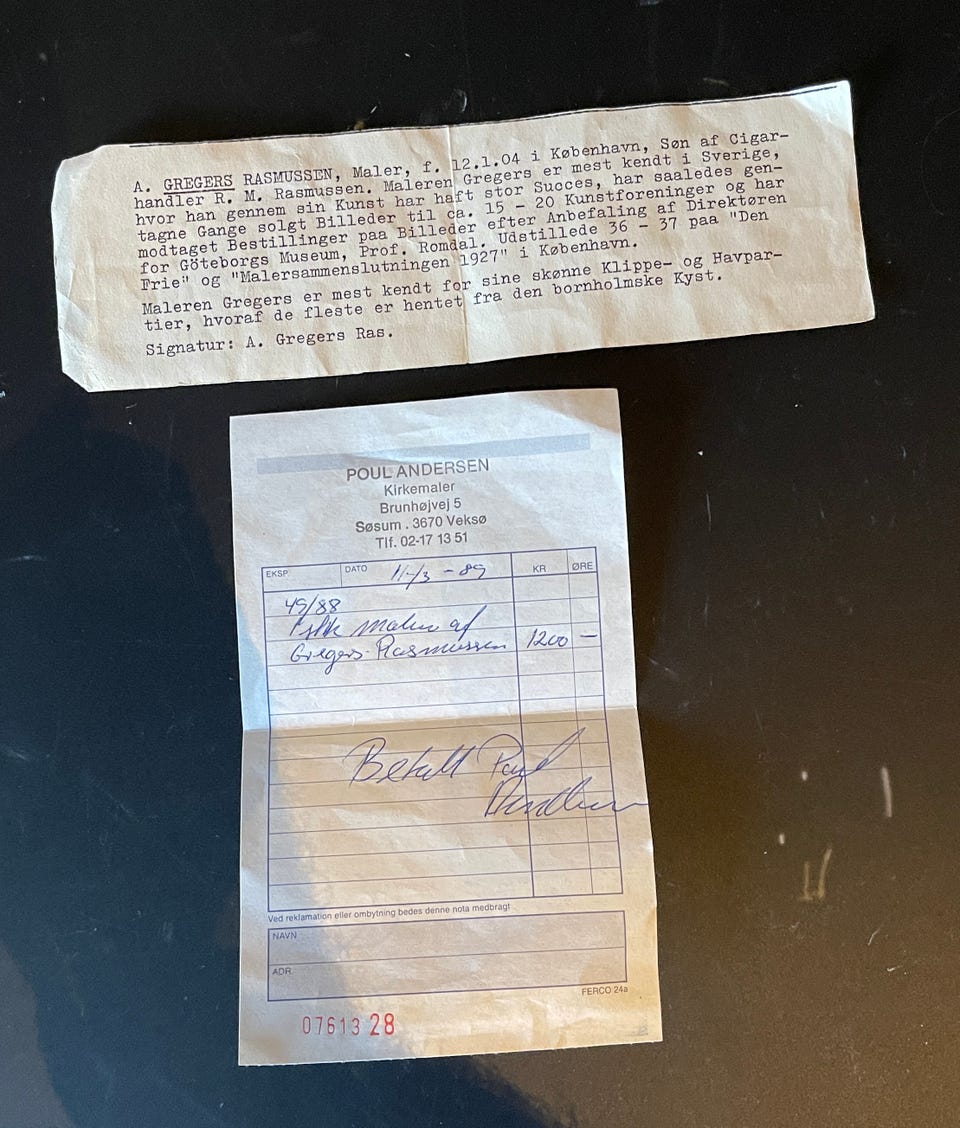 A. GREGERS RASMUSSEN, Maler, f. 12.1.04 i København, Søn af Cigar-
handler R. M. Rasmussen. Maleren Gregers er mest kendt i Sverige,
hvor han gennem sin Kunst har haft stor Succes, har saaledes gen-
tagne Gange solgt Billeder til ca. 15 - 20 Kunstforeninger og har
modtaget Bestillinger paa Billeder efter Anbefaling af Direktøren
for Göteborgs Museum, Prof. Romdal. Udstillede 36 - 37 paa "Den
Frie" og "Malersammenslutningen 1927" i København.
Maleren Gregers er mest kendt for sine skønne Klippe- og Havpar-
tier, hvoraf de fleste er hentet fra den bornholmske Kyst.
Signatur: A. Gregers Ras.
POUL ANDERSEN
Kirkemaler
Brunhøjvej 5
Søsum . 3670 Veksø
Tlf. 02-17 13 51
EKSP. DATO 11/3 - 89 KR ØRE
49/88
1 stk maleri af
Gregers Rasmussen 1200 —
Betalt Poul
Andersen
Ved reklamation eller ombytning bedes denne nota medbragt
NAVN
ADR.
FERCO 24a
07613 28